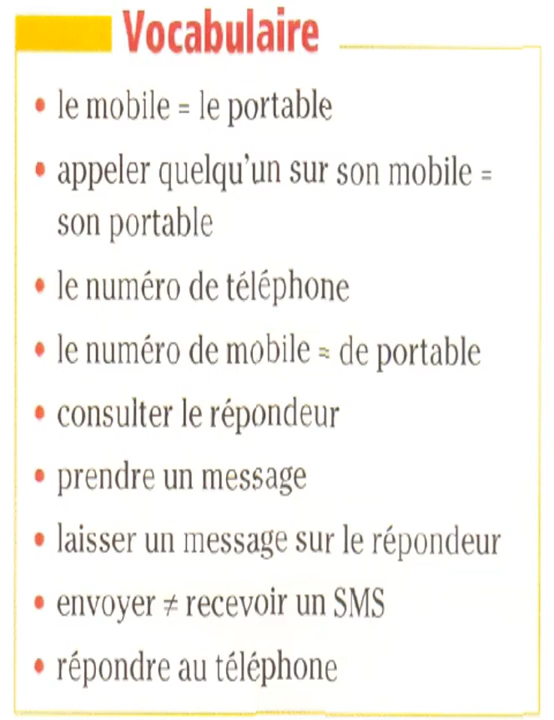 Vocabulaire
• le mobile = le portable
• appeler quelqu'un sur son mobile =
son portable
• le numéro de téléphone
• le numéro de mobile = de portable
• consulter le répondeur
• prendre un message
• laisser un message sur le répondeur
• envoyer ≠ recevoir un SMS
• répondre au téléphone